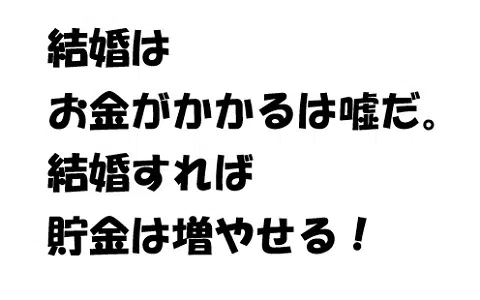 結婚は
お金がかかるは嘘だ。
結婚すれば
貯金は増やせる！